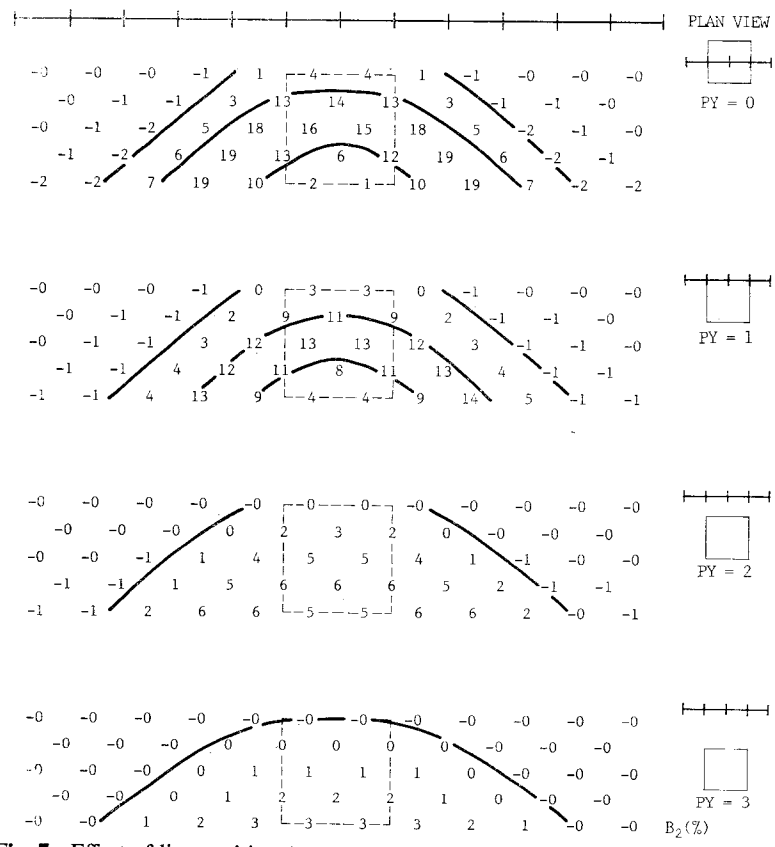 PLAN VIEW
-0 -0 -0 -1 1 4 4 1 -1 -0 -0 -0
-0 -1 -1 3 13 14 13 3 -1 -1 -0
PY = 0
-0 -1 -2 5 18 16 15 18 5 -2 -1 -0
-1 -2 6 19 13 6 12 19 6 -2 -1
-2 -2 7 19 10 -2 -1 10 19 7 -2 -2
-0 -0 -0 -1 0 3 3 0 -1 -0 -0 -0
-0 -1 -1 2 9 11 9 2 -1 -1 -0
PY = 1
-0 -1 -1 3 12 13 13 12 3 -1 -1 -0
-1 -1 4 12 11 8 11 13 4 -1 -1
-1 -1 4 13 9 4 4 9 14 5 -1 -1
-0 -0 -0 -0 -0 -0 0 -0 -0 -0 -0 -0
-0 -0 -0 0 2 3 2 0 -0 -0 -0
-0 -0 -1 1 4 5 5 4 1 -1 -0 -0
PY = 2
-1 -1 1 5 6 6 6 5 2 -1 -1
-1 -1 2 6 6 5 5 6 6 2 -0 -1
-0 -0 -0 -0 -0 -0 -0 -0 -0 -0 -0 -0
-0 -0 -0 0 0 0 0 0 -0 -0 -0
-0 -0 -0 0 1 1 1 1 0 -0 -0 -0
-0 -0 0 1 2 2 2 1 0 -0 -0
PY = 3
-0 -0 1 2 3 3 3 3 2 1 -0 -0 B₂(%)